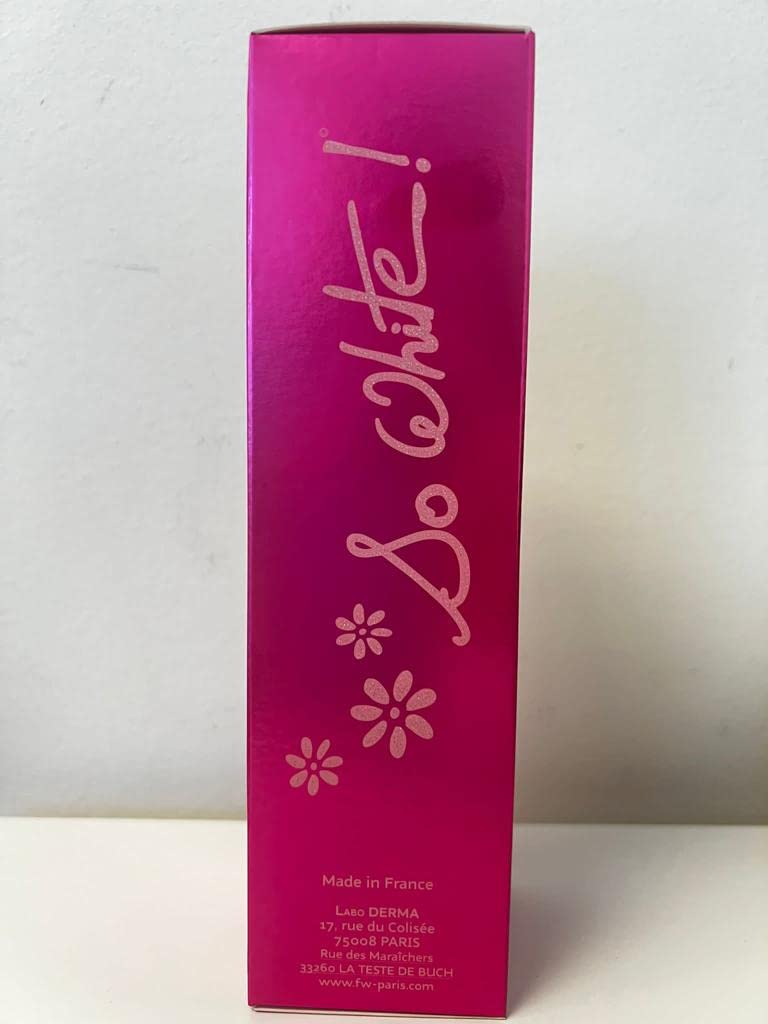 So White!
Made in France
LABO DERMA
17, rue du Colisée
75008 PARIS
Rue des Maraîchers
33260 LA TESTE DE BUCH
www.fw-paris.com